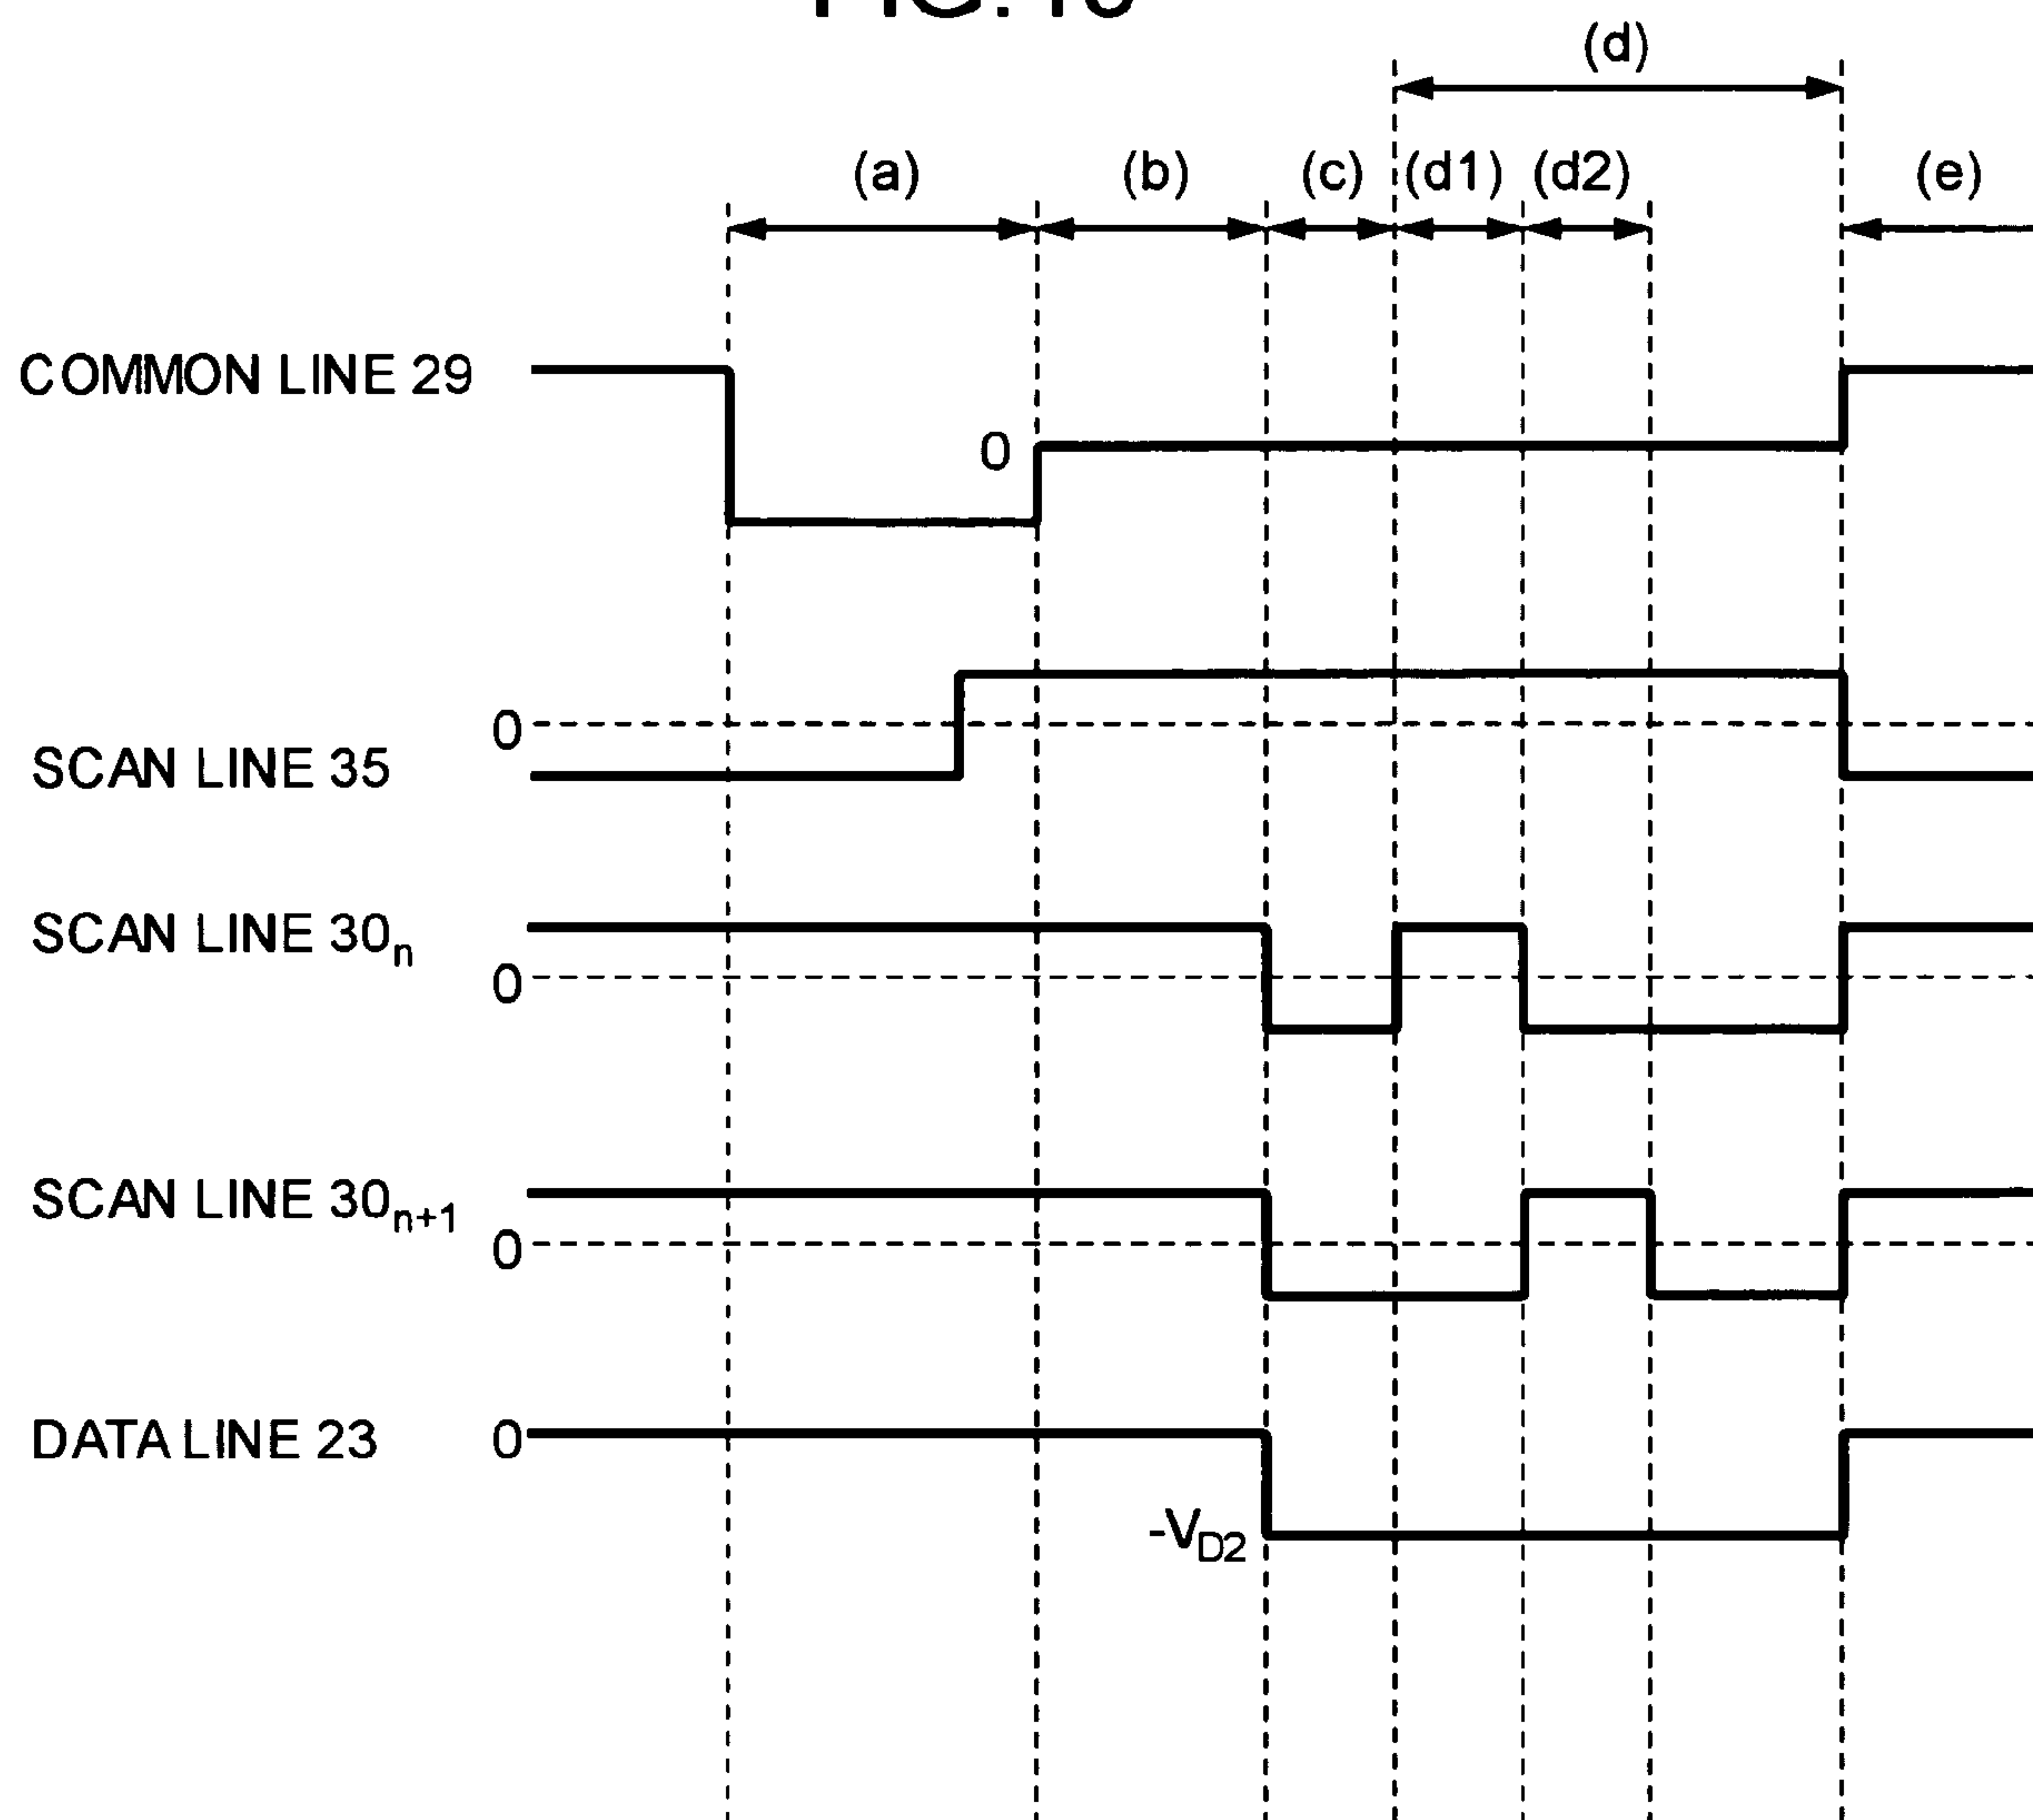 (d)
(a) (b) (c) (d1) (d2) (e)
COMMON LINE 29
0
0
SCAN LINE 35
SCAN LINE 30n
0
SCAN LINE 30n+1
0
DATA LINE 23 0
-VD2